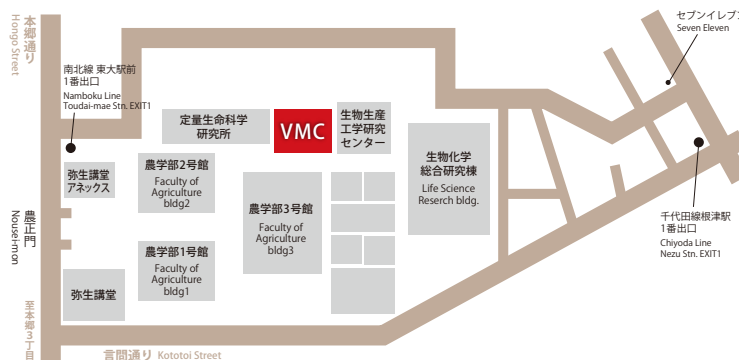 本郷通り
Hongo Street
南北線 東大駅前
1番出口
Namboku Line
Toudai-mae Stn. EXIT1
セブンイレブン
Seven Eleven
定量生命科学
研究所
VMC
生物生産
工学研究
センター
生物化学
総合研究棟
Life Science
Reserch bldg.
弥生講堂
アネックス
農学部2号館
Faculty of
Agriculture
bldg2
農学部3号館
Faculty of
Agriculture
bldg3
農正門
Nousei-mon
農学部1号館
Faculty of
Agriculture
bldg1
弥生講堂
千代田線根津駅
1番出口
Chiyoda Line
Nezu Stn. EXIT1
至本郷3丁目
言問通り Kototoi Street